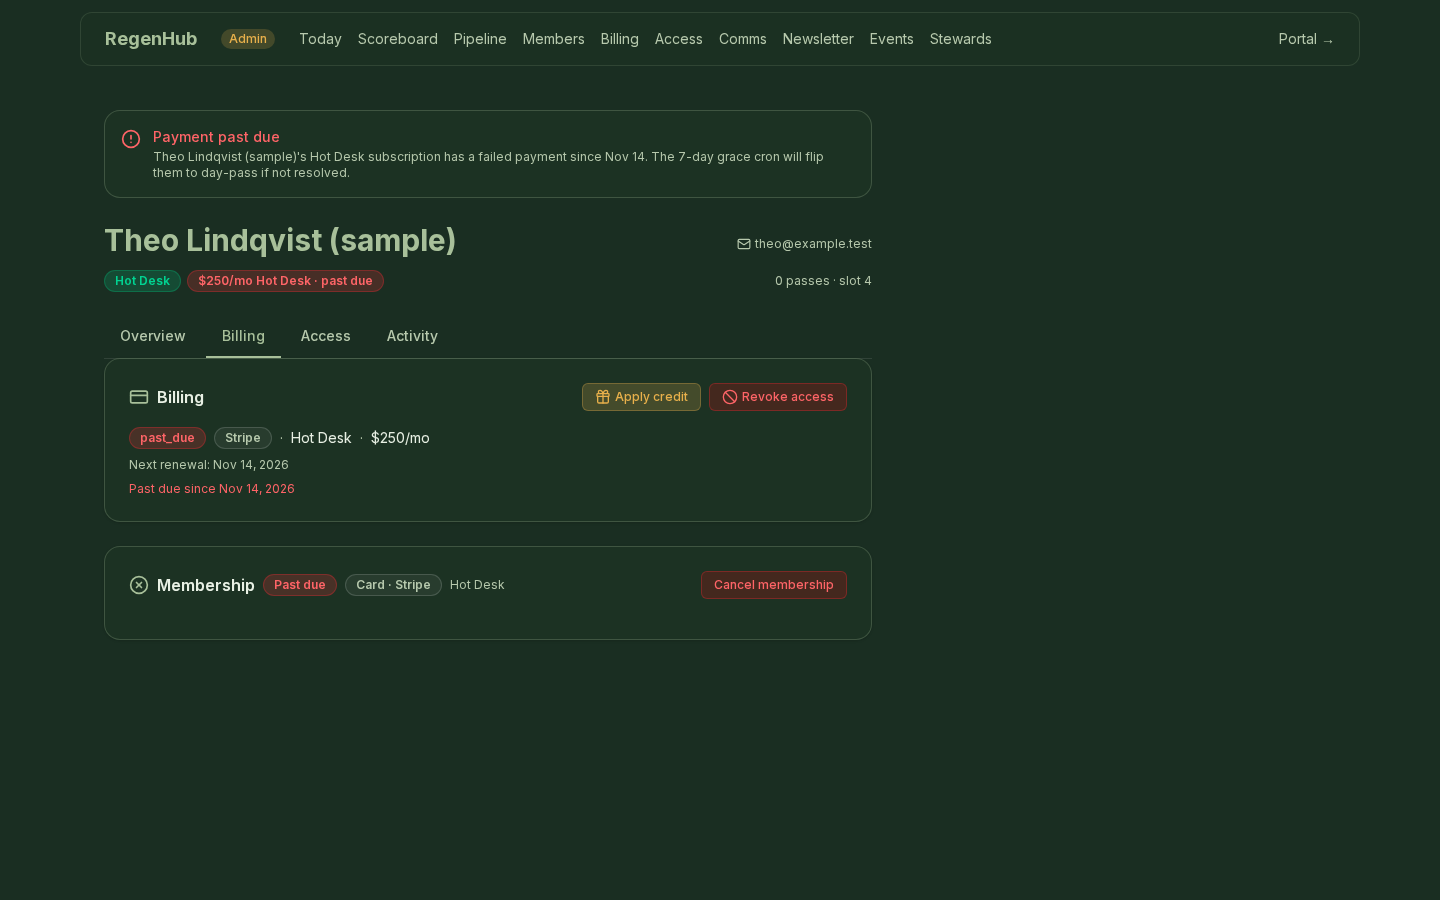 RegenHub Admin Today Scoreboard Pipeline Members Billing Access Comms Newsletter Events Stewards Portal →
Payment past due
Theo Lindqvist (sample)'s Hot Desk subscription has a failed payment since Nov 14. The 7-day grace cron will flip
them to day-pass if not resolved.
Theo Lindqvist (sample) theo@example.test
Hot Desk $250/mo Hot Desk · past due 0 passes · slot 4
Overview Billing Access Activity
Billing Apply credit Revoke access
past_due Stripe · Hot Desk · $250/mo
Next renewal: Nov 14, 2026
Past due since Nov 14, 2026
Membership Past due Card · Stripe Hot Desk Cancel membership